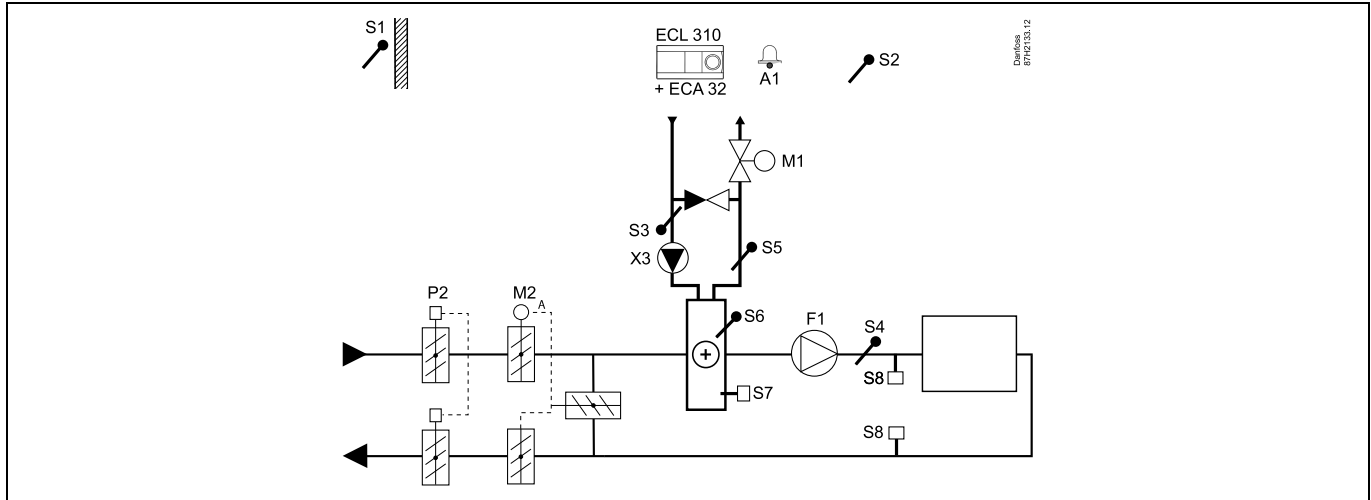 S1
ECL 310
+ ECA 32
A1
S2
Danfoss
87H2133.12
M1
S3
S5
X3
P2
M2
A
S6
F1
S4
S8
S7
S8